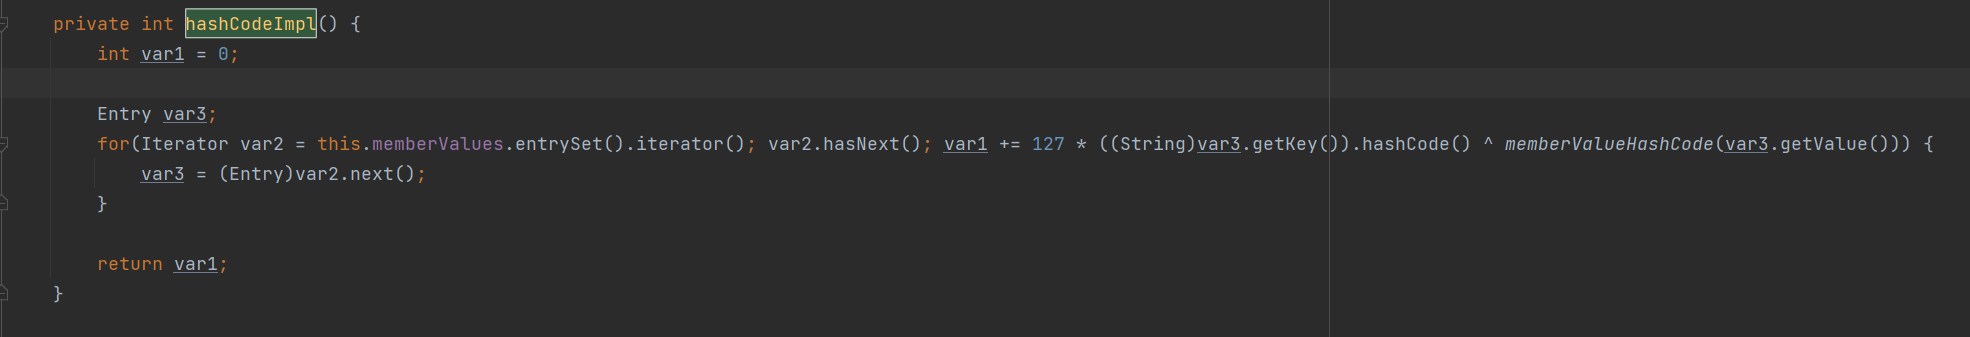 private int hashCodeImpl() {
    int var1 = 0;

    Entry var3;
    for(Iterator var2 = this.memberValues.entrySet().iterator(); var2.hasNext(); var1 += 127 * ((String)var3.getKey()).hashCode() ^ memberValueHashCode(var3.getValue())) {
        var3 = (Entry)var2.next();
    }

    return var1;
}